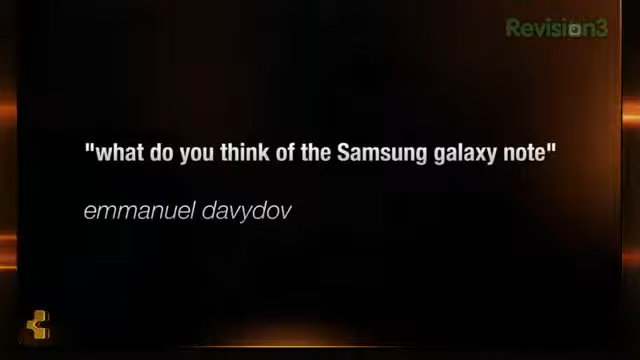 Revision3
"what do you think of the Samsung galaxy note"
emmanuel davydov